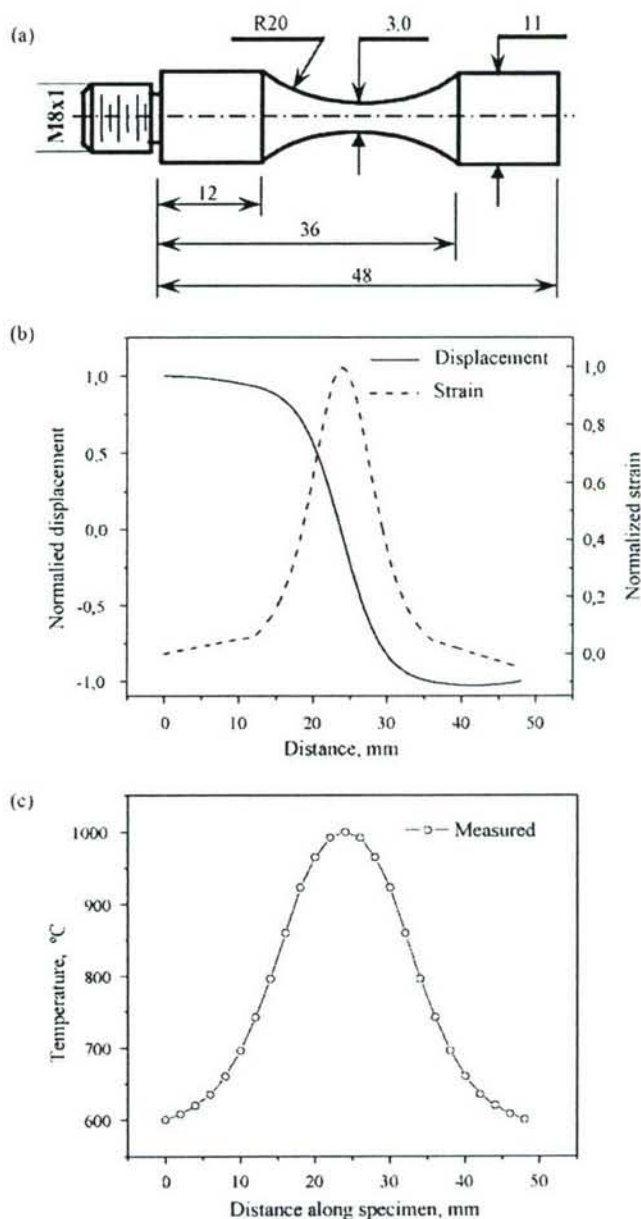 (a)
R20
3.0
11
M8x1
12
36
48
(b)
Displacement
Strain
1,0
0,5
0,0
-0,5
-1,0
Normalied displacement
1,0
0,8
0,6
0,4
0,2
0,0
Normalized strain
0 10 20 30 40 50
Distance, mm
(c)
Measured
1000
900
800
700
600
Temperature, °C
0 10 20 30 40 50
Distance along specimen, mm